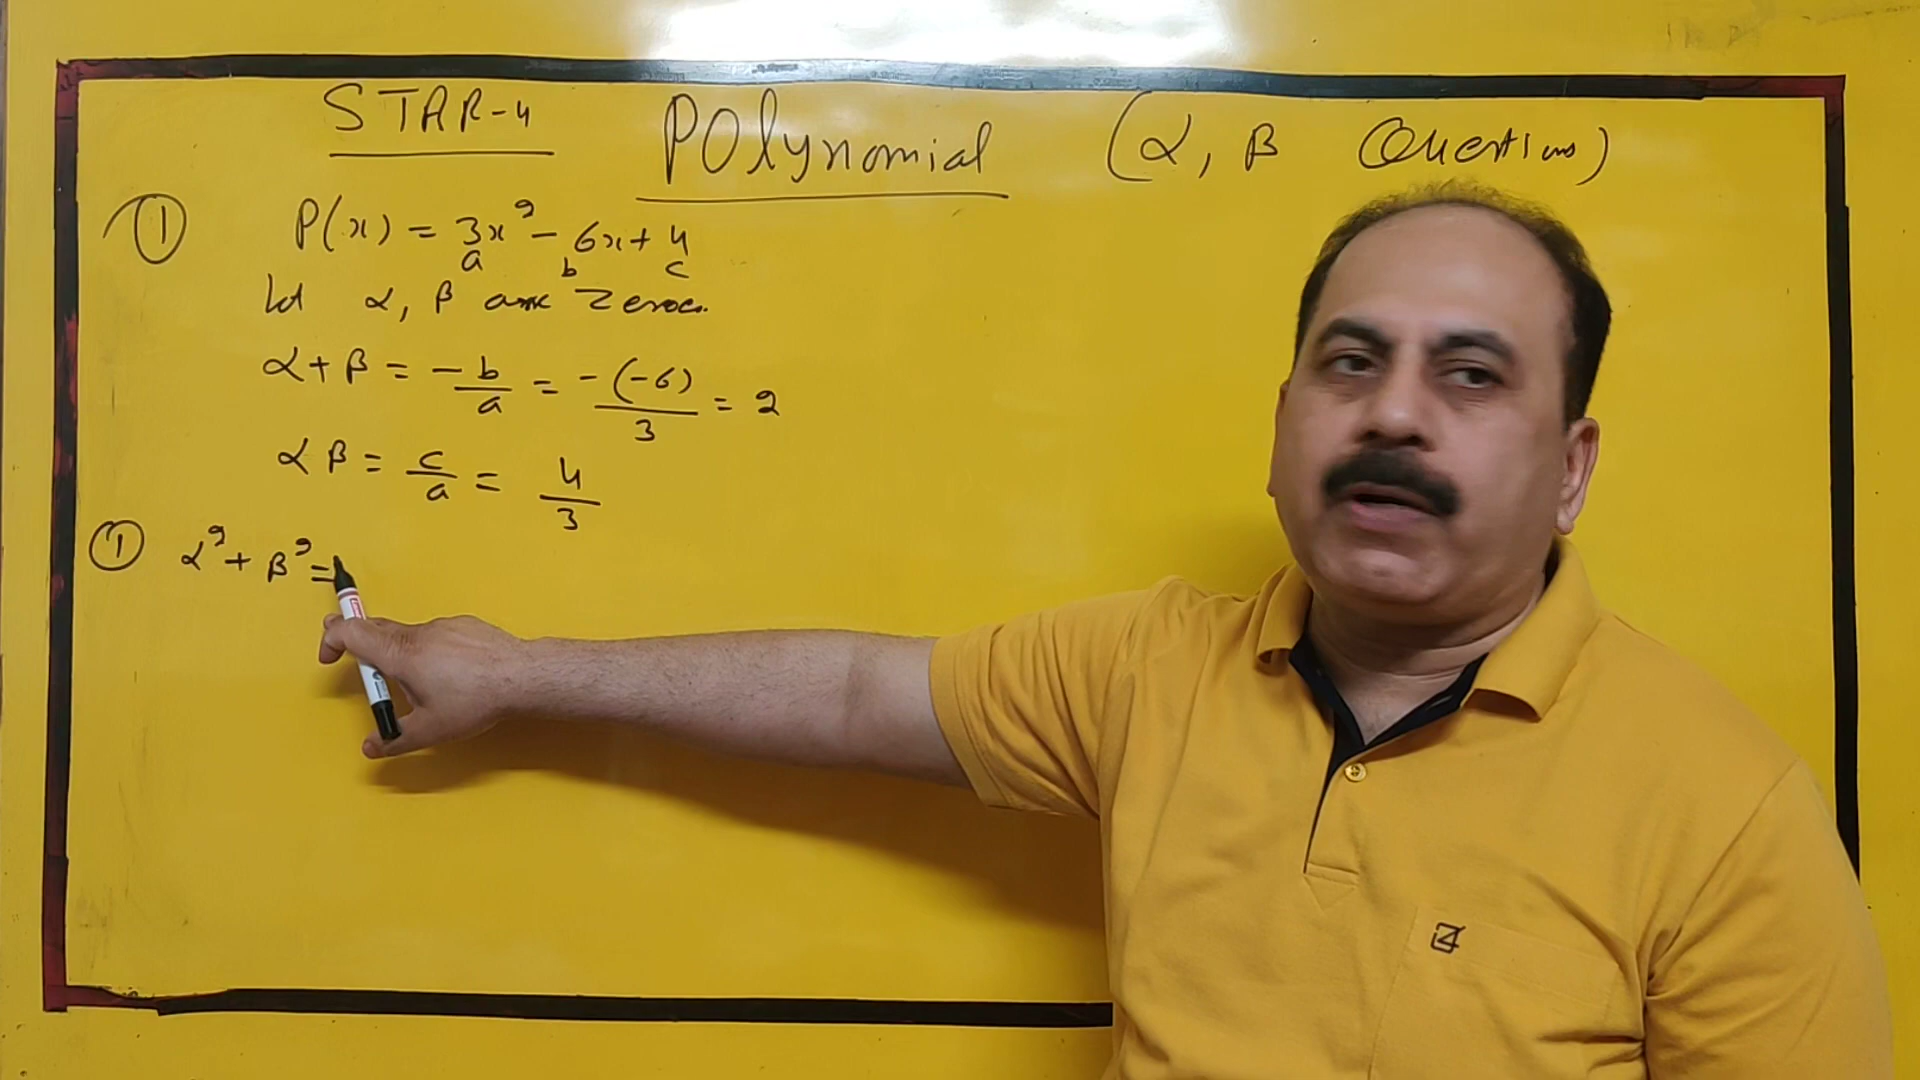 STAR-4 POlynomial (α, β Questions)
① P(x) = 3x² - 6x + 4
a b c
let α, β are Zeroes.
α + β = -b/a = -(-6)/3 = 2
αβ = c/a = 4/3
① α² + β² =